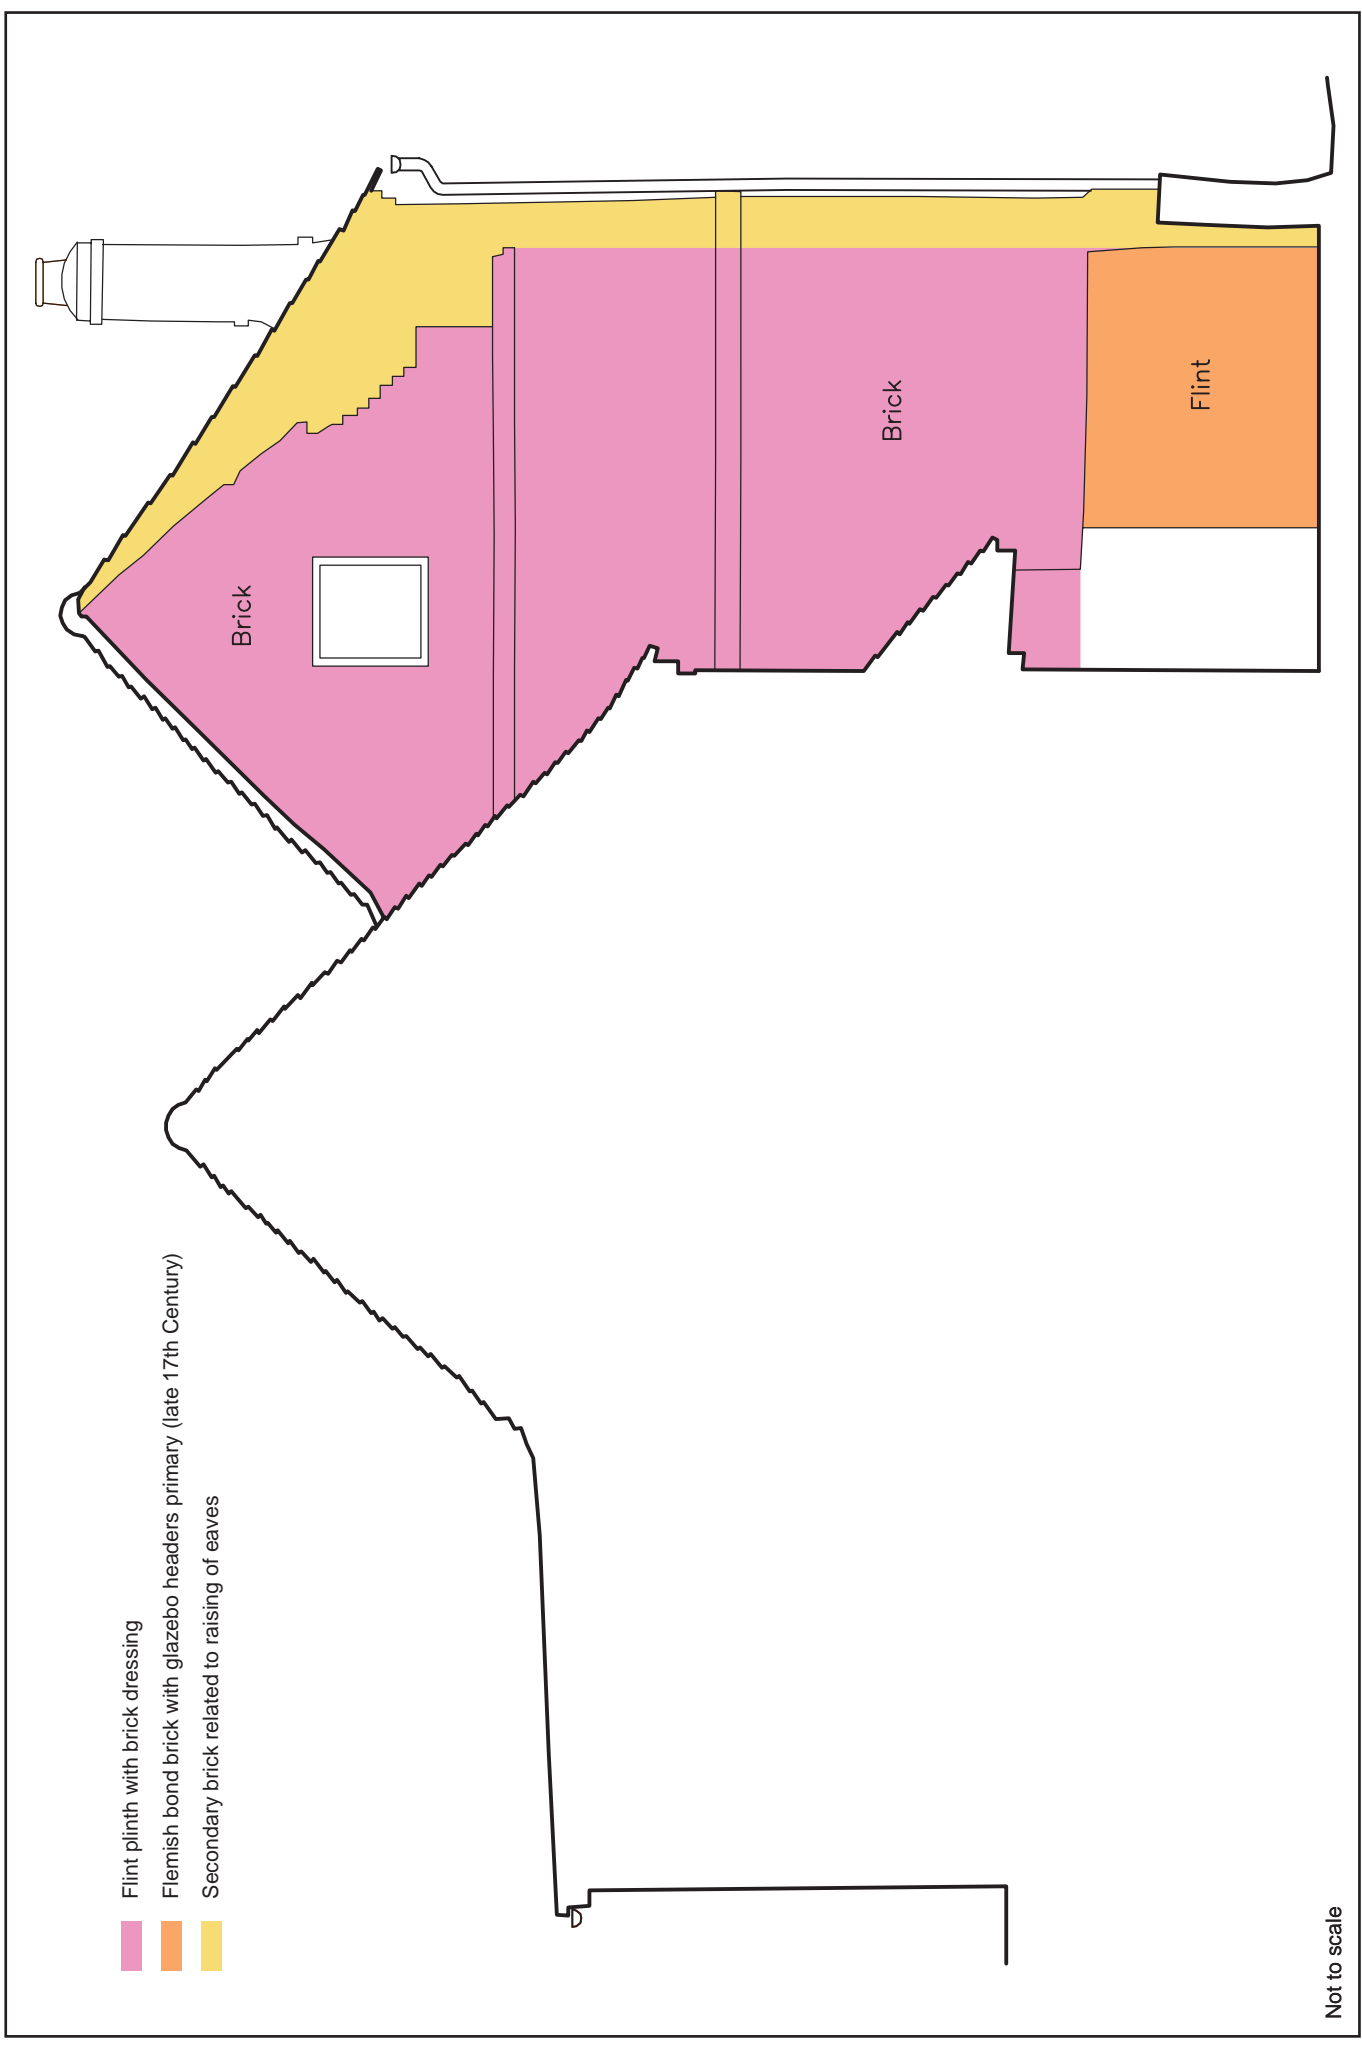 Brick
Brick
Flint
Flint plinth with brick dressing
Flemish bond brick with glazebo headers primary (late 17th Century)
Secondary brick related to raising of eaves
Not to scale